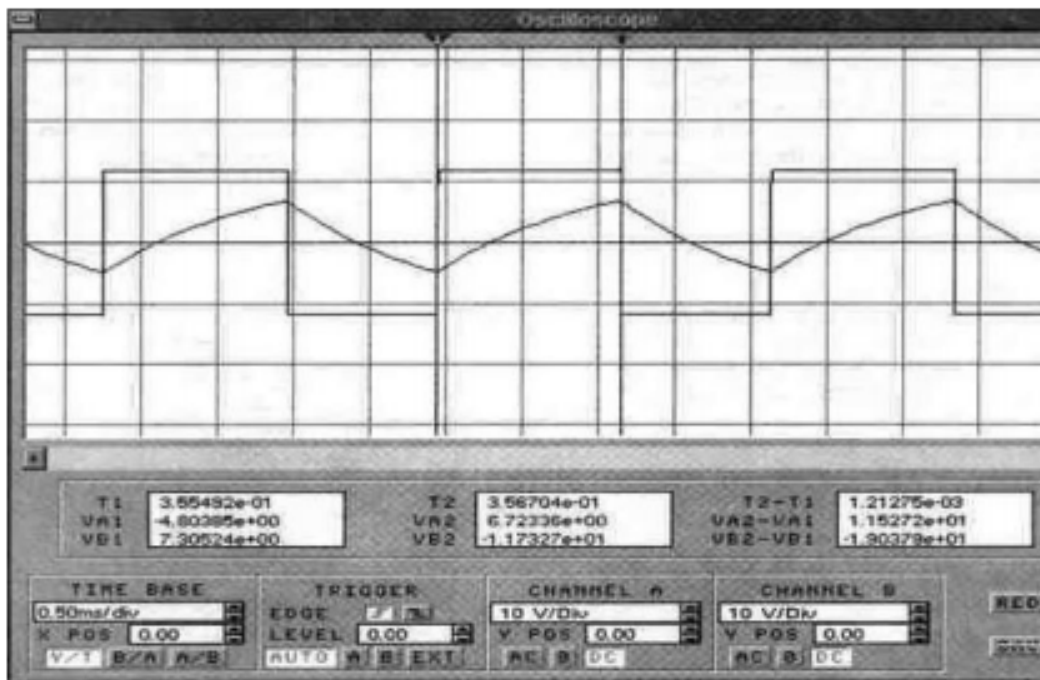 Oscilloscope
T1 3.55492e-01 T2 3.56704e-01 T2-T1 1.21275e-03
VA1 -4.80385e+00 VA2 6.72336e+00 VA2-VA1 1.15272e+01
VB1 7.30524e+00 VB2 -1.17327e+01 VB2-VB1 -1.90379e+01
TIME BASE TRIGGER CHANNEL A CHANNEL B
0.50ms/div EDGE 10 V/Div 10 V/Div
X POS 0.00 LEVEL 0.00 Y POS 0.00 Y POS 0.00
Y/T B/A A/B AUTO A B EXT AC 0 DC AC 0 DC
RED